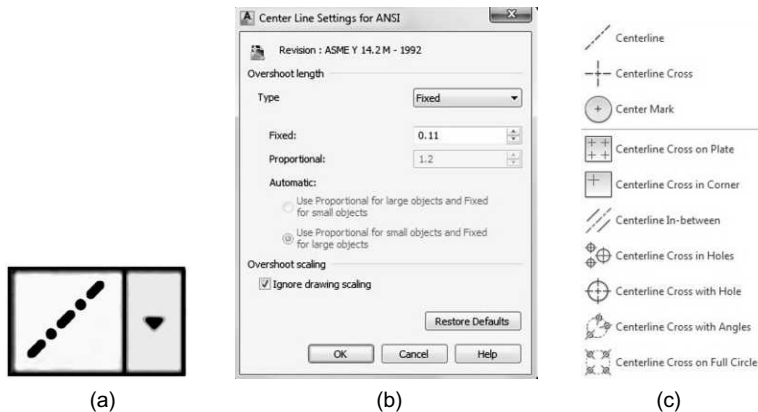 Center Line Settings for ANSI
Revision : ASME Y 14.2 M - 1992
Overshoot length
Type
Fixed
Fixed:
0.11
Proportional:
1.2
Automatic:
Use Proportional for large objects and Fixed
for small objects
Use Proportional for small objects and Fixed
for large objects
Overshoot scaling
Ignore drawing scaling
Restore Defaults
OK
Cancel
Help
Centerline
Centerline Cross
Center Mark
Centerline Cross on Plate
Centerline Cross in Corner
Centerline In-between
Centerline Cross in Holes
Centerline Cross with Hole
Centerline Cross with Angles
Centerline Cross on Full Circle
(a)
(b)
(c)